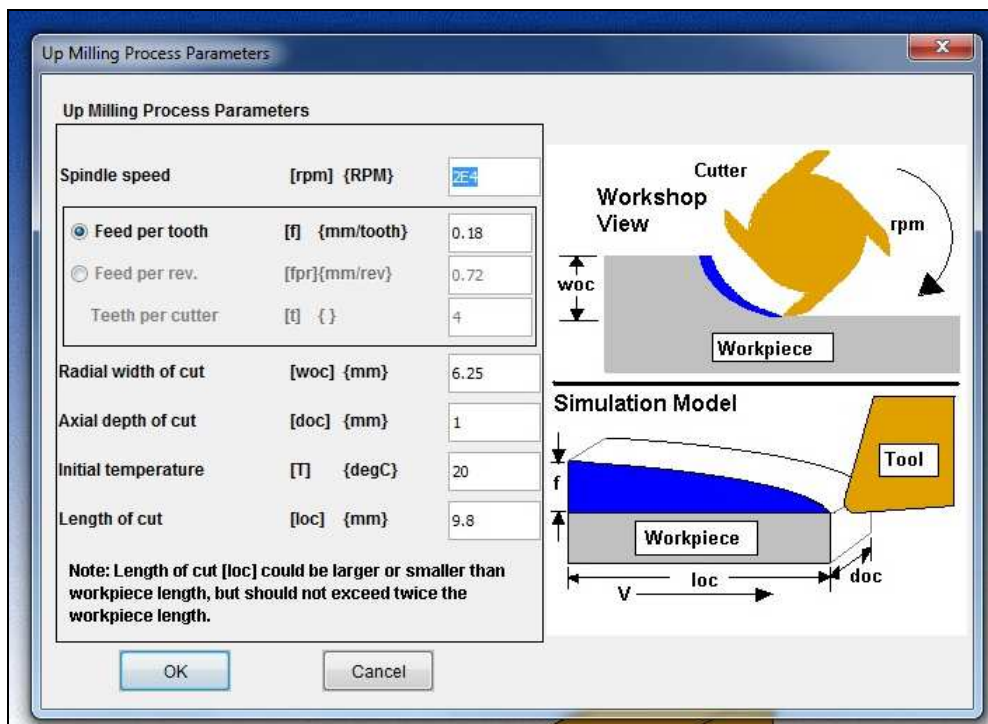 Up Milling Process Parameters
X
Up Milling Process Parameters
Spindle speed [rpm] {RPM} 2E4
Feed per tooth [f] {mm/tooth} 0.18
Feed per rev. [fpr]{mm/rev} 0.72
Teeth per cutter [t] { } 4
Radial width of cut [woc] {mm} 6.25
Axial depth of cut [doc] {mm} 1
Initial temperature [T] {degC} 20
Length of cut [loc] {mm} 9.8
Note: Length of cut [loc] could be larger or smaller than
workpiece length, but should not exceed twice the
workpiece length.
OK Cancel
Cutter
Workshop
View
rpm
woc
Workpiece
Simulation Model
Tool
f
Workpiece
loc
doc
V